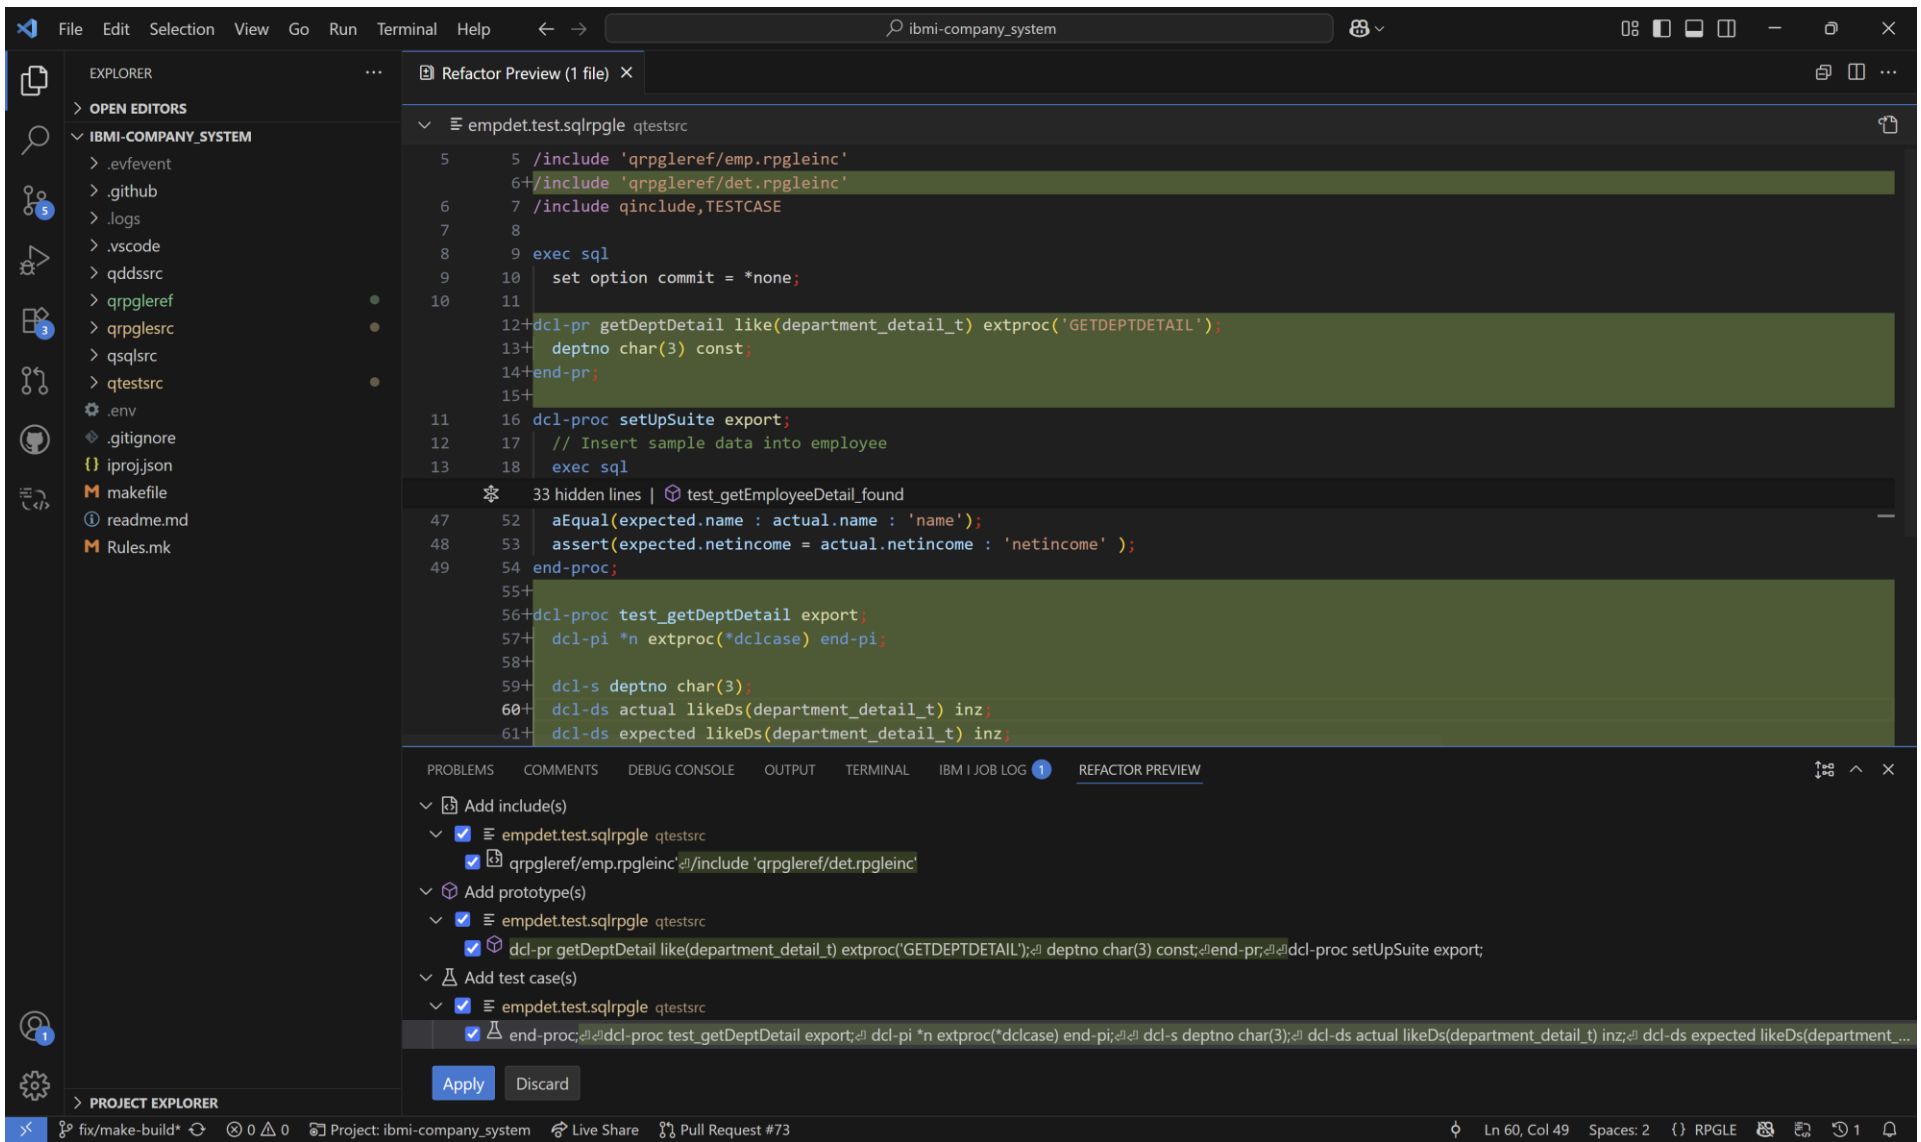 File Edit Selection View Go Run Terminal Help
ibmi-company_system
EXPLORER
OPEN EDITORS
IBMI-COMPANY_SYSTEM
.evfevent
.github
.logs
.vscode
qddssrc
qrpgleref
qrpglesrc
qsqlsrc
qtestsrc
.env
.gitignore
{} iproj.json
M makefile
readme.md
M Rules.mk
PROJECT EXPLORER
5
3
1
Refactor Preview (1 file)
empdet.test.sqlrpgle qtestsrc
5 5 /include 'qrpgleref/emp.rpgleinc'
6+ /include 'qrpgleref/det.rpgleinc'
6 7 /include qinclude,TESTCASE
7 8
8 9 exec sql
9 10 set option commit = *none;
10 11
12+ dcl-pr getDeptDetail like(department_detail_t) extproc('GETDEPTDETAIL');
13+ deptno char(3) const;
14+ end-pr;
15+
11 16 dcl-proc setUpSuite export;
12 17 // Insert sample data into employee
13 18 exec sql
33 hidden lines | test_getEmployeeDetail_found
47 52 aEqual(expected.name : actual.name : 'name');
48 53 assert(expected.netincome = actual.netincome : 'netincome' );
49 54 end-proc;
55+
56+ dcl-proc test_getDeptDetail export;
57+ dcl-pi *n extproc(*dclcase) end-pi;
58+
59+ dcl-s deptno char(3);
60+ dcl-ds actual likeDs(department_detail_t) inz;
61+ dcl-ds expected likeDs(department_detail_t) inz;
PROBLEMS COMMENTS DEBUG CONSOLE OUTPUT TERMINAL IBM I JOB LOG 1 REFACTOR PREVIEW
Add include(s)
empdet.test.sqlrpgle qtestsrc
qrpgleref/emp.rpgleinc'⏎/include 'qrpgleref/det.rpgleinc'
Add prototype(s)
empdet.test.sqlrpgle qtestsrc
dcl-pr getDeptDetail like(department_detail_t) extproc('GETDEPTDETAIL');⏎ deptno char(3) const;⏎end-pr;⏎⏎dcl-proc setUpSuite export;
Add test case(s)
empdet.test.sqlrpgle qtestsrc
end-proc;⏎⏎dcl-proc test_getDeptDetail export;⏎ dcl-pi *n extproc(*dclcase) end-pi;⏎⏎ dcl-s deptno char(3);⏎ dcl-ds actual likeDs(department_detail_t) inz;⏎ dcl-ds expected likeDs(department_...
Apply Discard
fix/make-build* 0 0 Project: ibmi-company_system Live Share Pull Request #73 Ln 60, Col 49 Spaces: 2 {} RPGLE 1